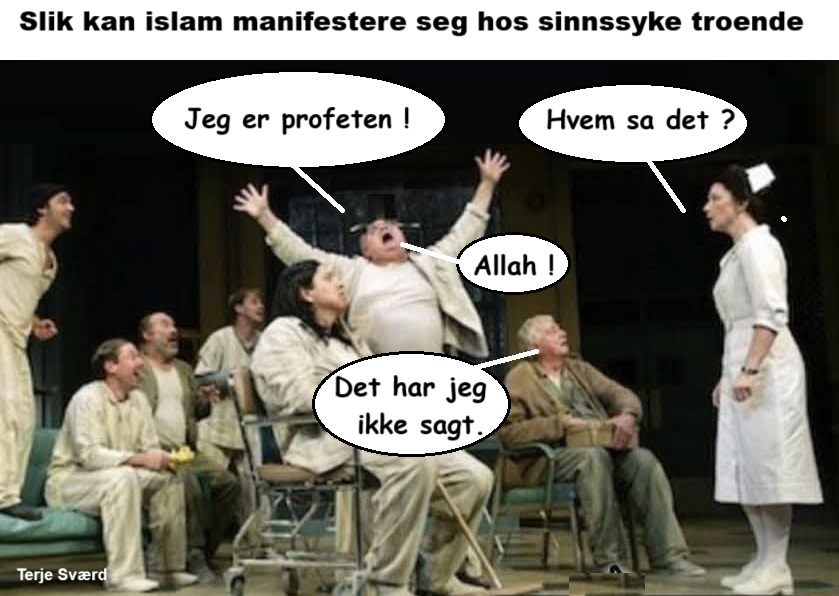 Slik kan islam manifestere seg hos sinnssyke troende
Jeg er profeten !
Hvem sa det ?
Allah !
Det har jeg
ikke sagt.
Terje Sværd